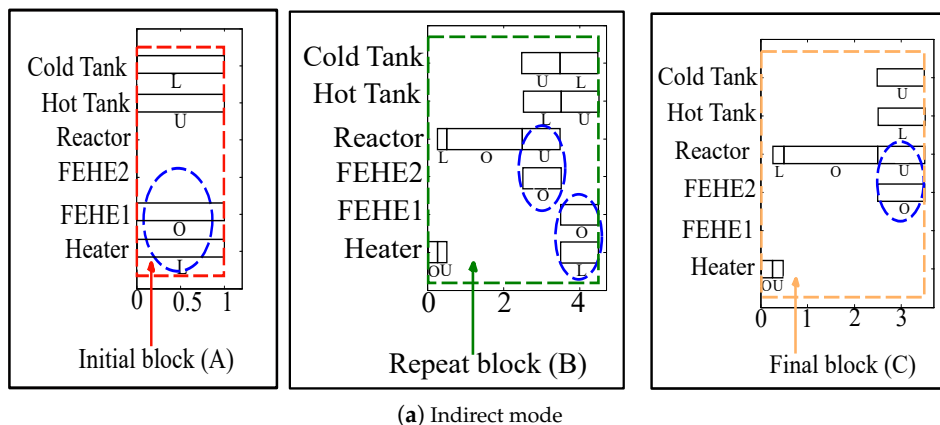 Cold Tank
L
Hot Tank
U
Reactor
FEHE2
FEHE1
O
Heater
L
0 0.5 1
Initial block (A)
Cold Tank
U L
Hot Tank
L U
Reactor
L O U
FEHE2
O
FEHE1
O
Heater
OU L
0 2 4
Repeat block (B)
Cold Tank
U
Hot Tank
L
Reactor
L O U
FEHE2
O
FEHE1
Heater
OU
0 1 2 3
Final block (C)
(a) Indirect mode